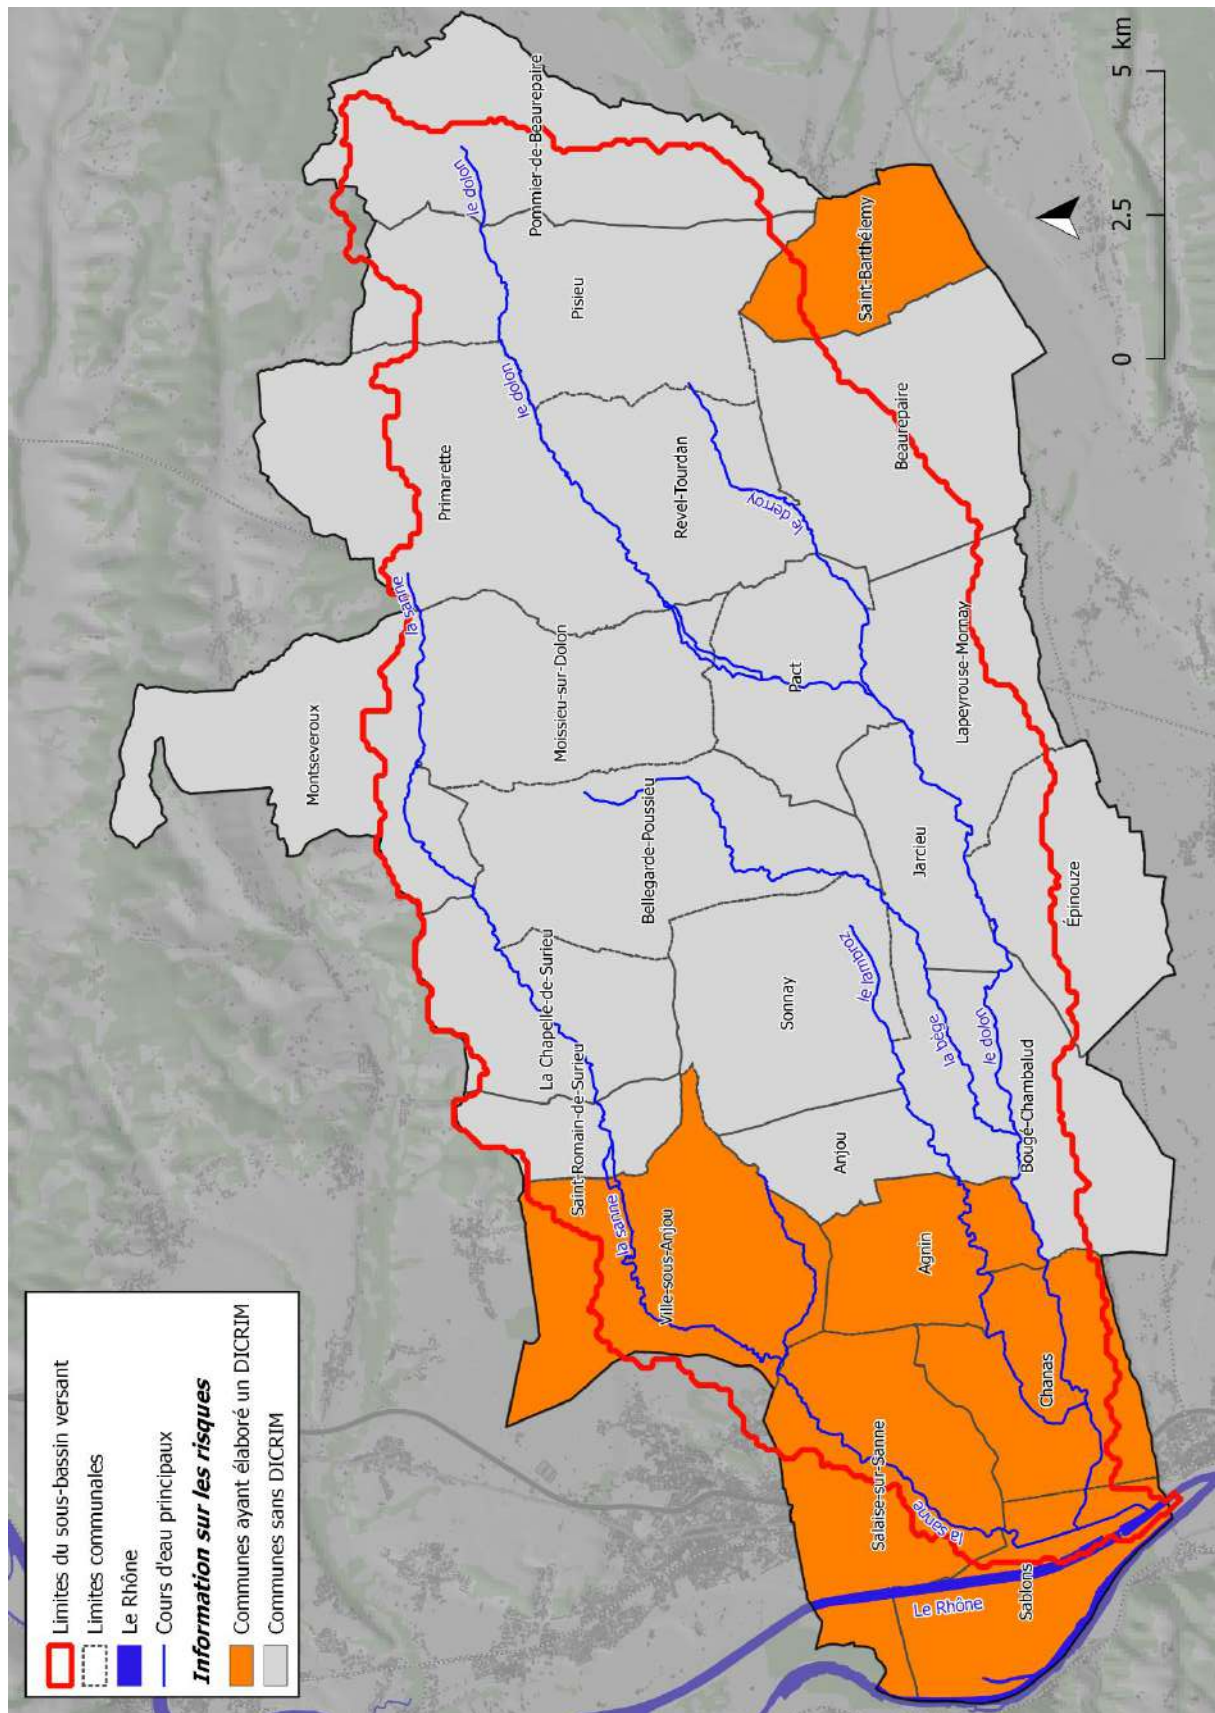 Limites du sous-bassin versant
Limites communales
Le Rhône
Cours d'eau principaux
Information sur les risques
Communes ayant élaboré un DICRIM
Communes sans DICRIM
Pommier-de-Beaurepaire
le dolon
Pisieu
Saint-Barthélemy
le dolon
Primarette
Revel-Tourdan
Beaurepaire
le derroy
la sanne
Montseveroux
Moissieu-sur-Dolon
Pact
Lapeyrouse-Mornay
Bellegarde-Poussieu
Jarcieu
Épinouze
La Chapelle-de-Surieu
Sonnay
le lambroz
la bège
le dolon
Saint-Romain-de-Surieu
Anjou
Bougé-Chambalud
la sanne
Ville-sous-Anjou
Agnin
Chanas
Salaise-sur-Sanne
la sanne
Le Rhône
Sablons
0 2.5 5 km